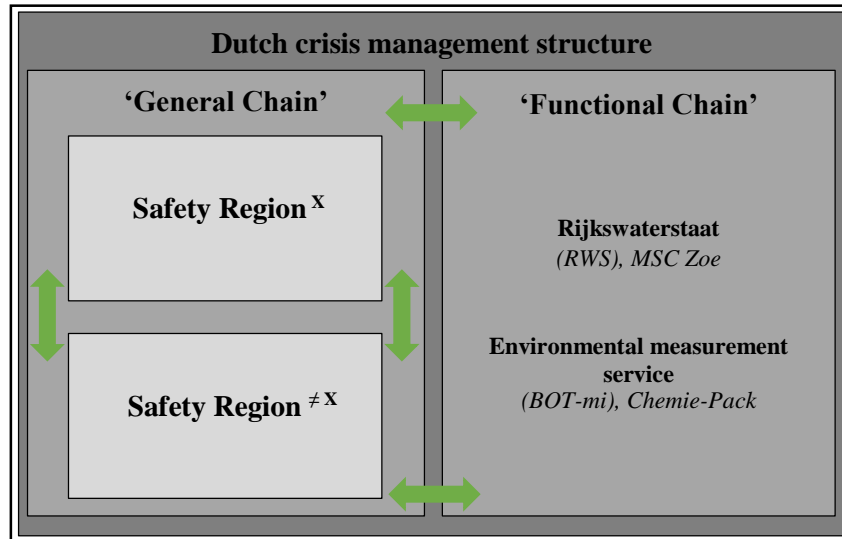 Dutch crisis management structure
‘General Chain’
Safety Region X
Safety Region ≠ X
‘Functional Chain’
Rijkswaterstaat
(RWS), MSC Zoe
Environmental measurement
service
(BOT-mi), Chemie-Pack